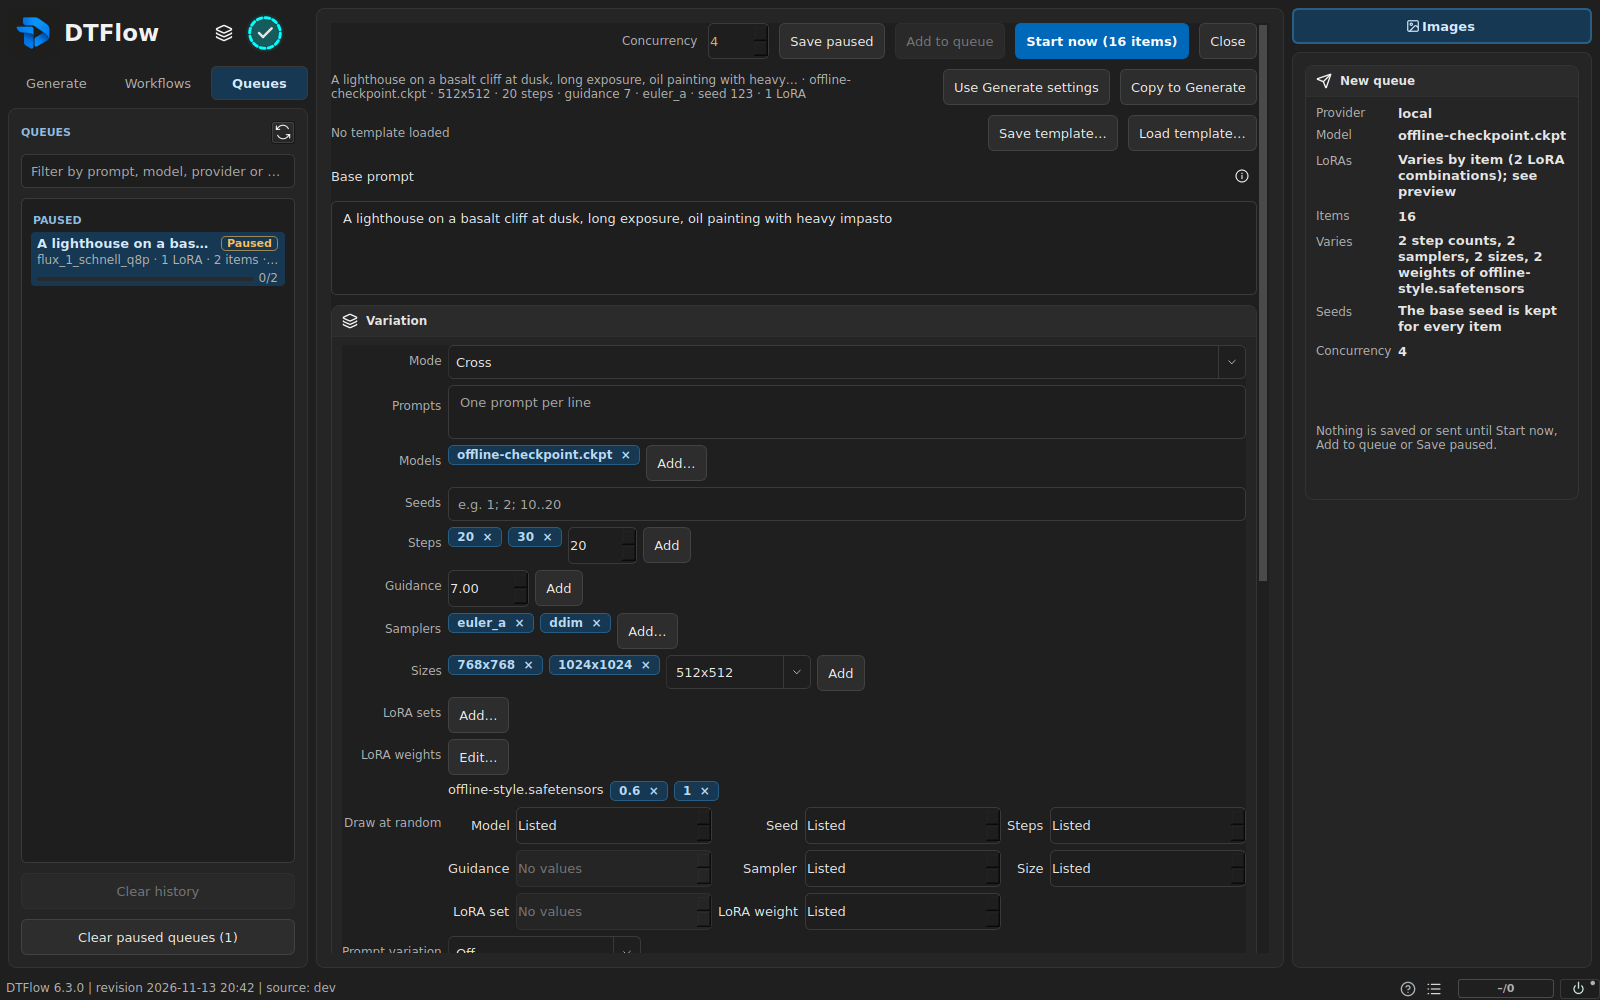 DTFlow
Generate
Workflows
Queues
QUEUES
Filter by prompt, model, provider or ...
PAUSED
A lighthouse on a bas...
Paused
flux_1_schnell_q8p · 1 LoRA · 2 items ·...
0/2
Clear history
Clear paused queues (1)
Concurrency
4
Save paused
Add to queue
Start now (16 items)
Close
A lighthouse on a basalt cliff at dusk, long exposure, oil painting with heavy... · offline-
checkpoint.ckpt · 512x512 · 20 steps · guidance 7 · euler_a · seed 123 · 1 LoRA
Use Generate settings
Copy to Generate
No template loaded
Save template...
Load template...
Base prompt
A lighthouse on a basalt cliff at dusk, long exposure, oil painting with heavy impasto
Variation
Mode
Cross
Prompts
One prompt per line
Models
offline-checkpoint.ckpt ×
Add...
Seeds
e.g. 1; 2; 10..20
Steps
20 ×
30 ×
20
Add
Guidance
7.00
Add
Samplers
euler_a ×
ddim ×
Add...
Sizes
768x768 ×
1024x1024 ×
512x512
Add
LoRA sets
Add...
LoRA weights
Edit...
offline-style.safetensors
0.6 ×
1 ×
Draw at random
Model
Listed
Seed
Listed
Steps
Listed
Guidance
No values
Sampler
Listed
Size
Listed
LoRA set
No values
LoRA weight
Listed
Prompt variation
Off
Images
New queue
Provider
local
Model
offline-checkpoint.ckpt
LoRAs
Varies by item (2 LoRA
combinations); see
preview
Items
16
Varies
2 step counts, 2
samplers, 2 sizes, 2
weights of offline-
style.safetensors
Seeds
The base seed is kept
for every item
Concurrency
4
Nothing is saved or sent until Start now,
Add to queue or Save paused.
DTFlow 6.3.0 | revision 2026-11-13 20:42 | source: dev
-/0